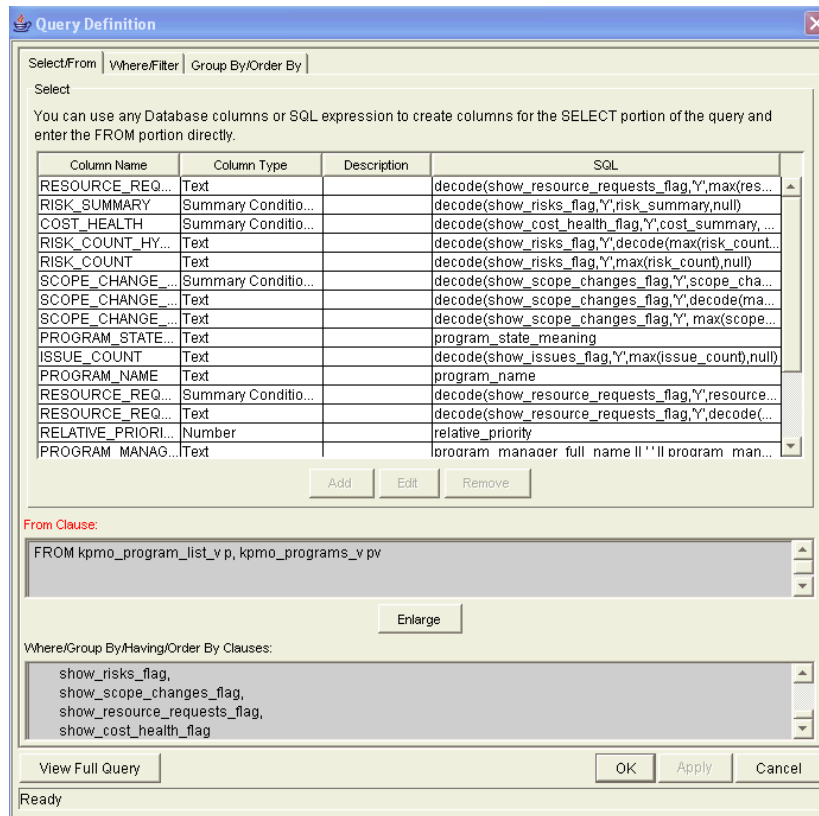 Query Definition
Select/From Where/Filter Group By/Order By
Select
You can use any Database columns or SQL expression to create columns for the SELECT portion of the query and
enter the FROM portion directly.
Column Name Column Type Description SQL
RESOURCE_REQ... Text decode(show_resource_requests_flag,'Y',max(res...
RISK_SUMMARY Summary Conditio... decode(show_risks_flag,'Y',risk_summary,null)
COST_HEALTH Summary Conditio... decode(show_cost_health_flag,'Y',cost_summary, ...
RISK_COUNT_HY... Text decode(show_risks_flag,'Y',decode(max(risk_count...
RISK_COUNT Text decode(show_risks_flag,'Y',max(risk_count),null)
SCOPE_CHANGE_... Summary Conditio... decode(show_scope_changes_flag,'Y',scope_cha...
SCOPE_CHANGE_... Text decode(show_scope_changes_flag,'Y',decode(ma...
SCOPE_CHANGE_... Text decode(show_scope_changes_flag,'Y', max(scope...
PROGRAM_STATE... Text program_state_meaning
ISSUE_COUNT Text decode(show_issues_flag,'Y',max(issue_count),null)
PROGRAM_NAME Text program_name
RESOURCE_REQ... Summary Conditio... decode(show_resource_requests_flag,'Y',resource...
RESOURCE_REQ... Text decode(show_resource_requests_flag,'Y',decode(...
RELATIVE_PRIORI... Number relative_priority
PROGRAM_MANAG... Text program_manager_full_name || ' ' || program_man...
Add Edit Remove
From Clause:
FROM kpmo_program_list_v p, kpmo_programs_v pv
Enlarge
Where/Group By/Having/Order By Clauses:
show_risks_flag,
show_scope_changes_flag,
show_resource_requests_flag,
show_cost_health_flag
View Full Query OK Apply Cancel
Ready